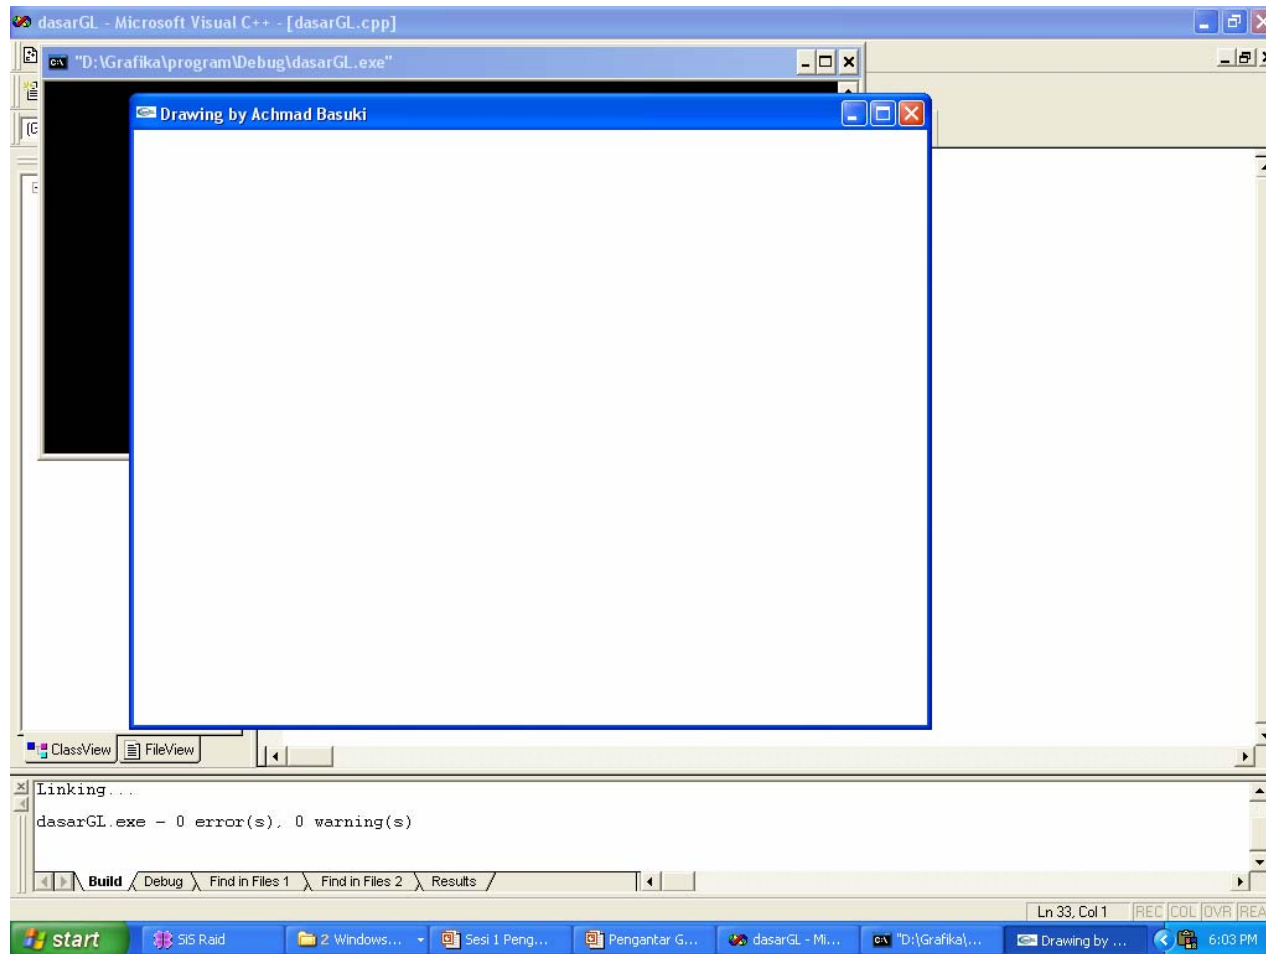 dasarGL - Microsoft Visual C++ - [dasarGL.cpp]
"D:\Grafika\program\Debug\dasarGL.exe"
Drawing by Achmad Basuki
ClassView FileView
Linking...
dasarGL.exe - 0 error(s), 0 warning(s)
Build Debug Find in Files 1 Find in Files 2 Results
Ln 33, Col 1 REC COL OVR REA
start SiS Raid 2 Windows... Sesi 1 Peng... Pengantar G... dasarGL - Mi... "D:\Grafika\... Drawing by ... 6:03 PM